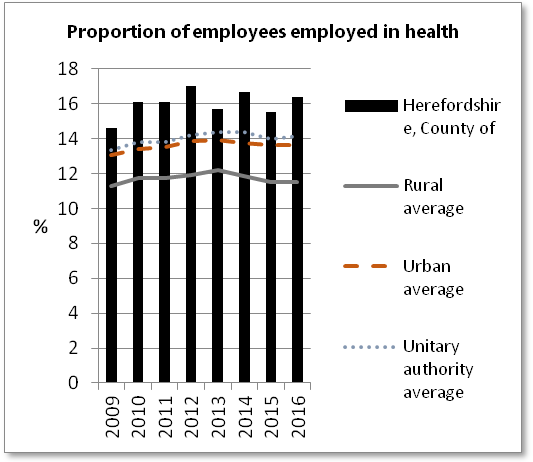 Proportion of employees employed in health
18
16
14
12
10
8
6
4
2
0
%
2009
2010
2011
2012
2013
2014
2015
2016
Herefordshir
e, County of
Rural
average
Urban
average
Unitary
authority
average